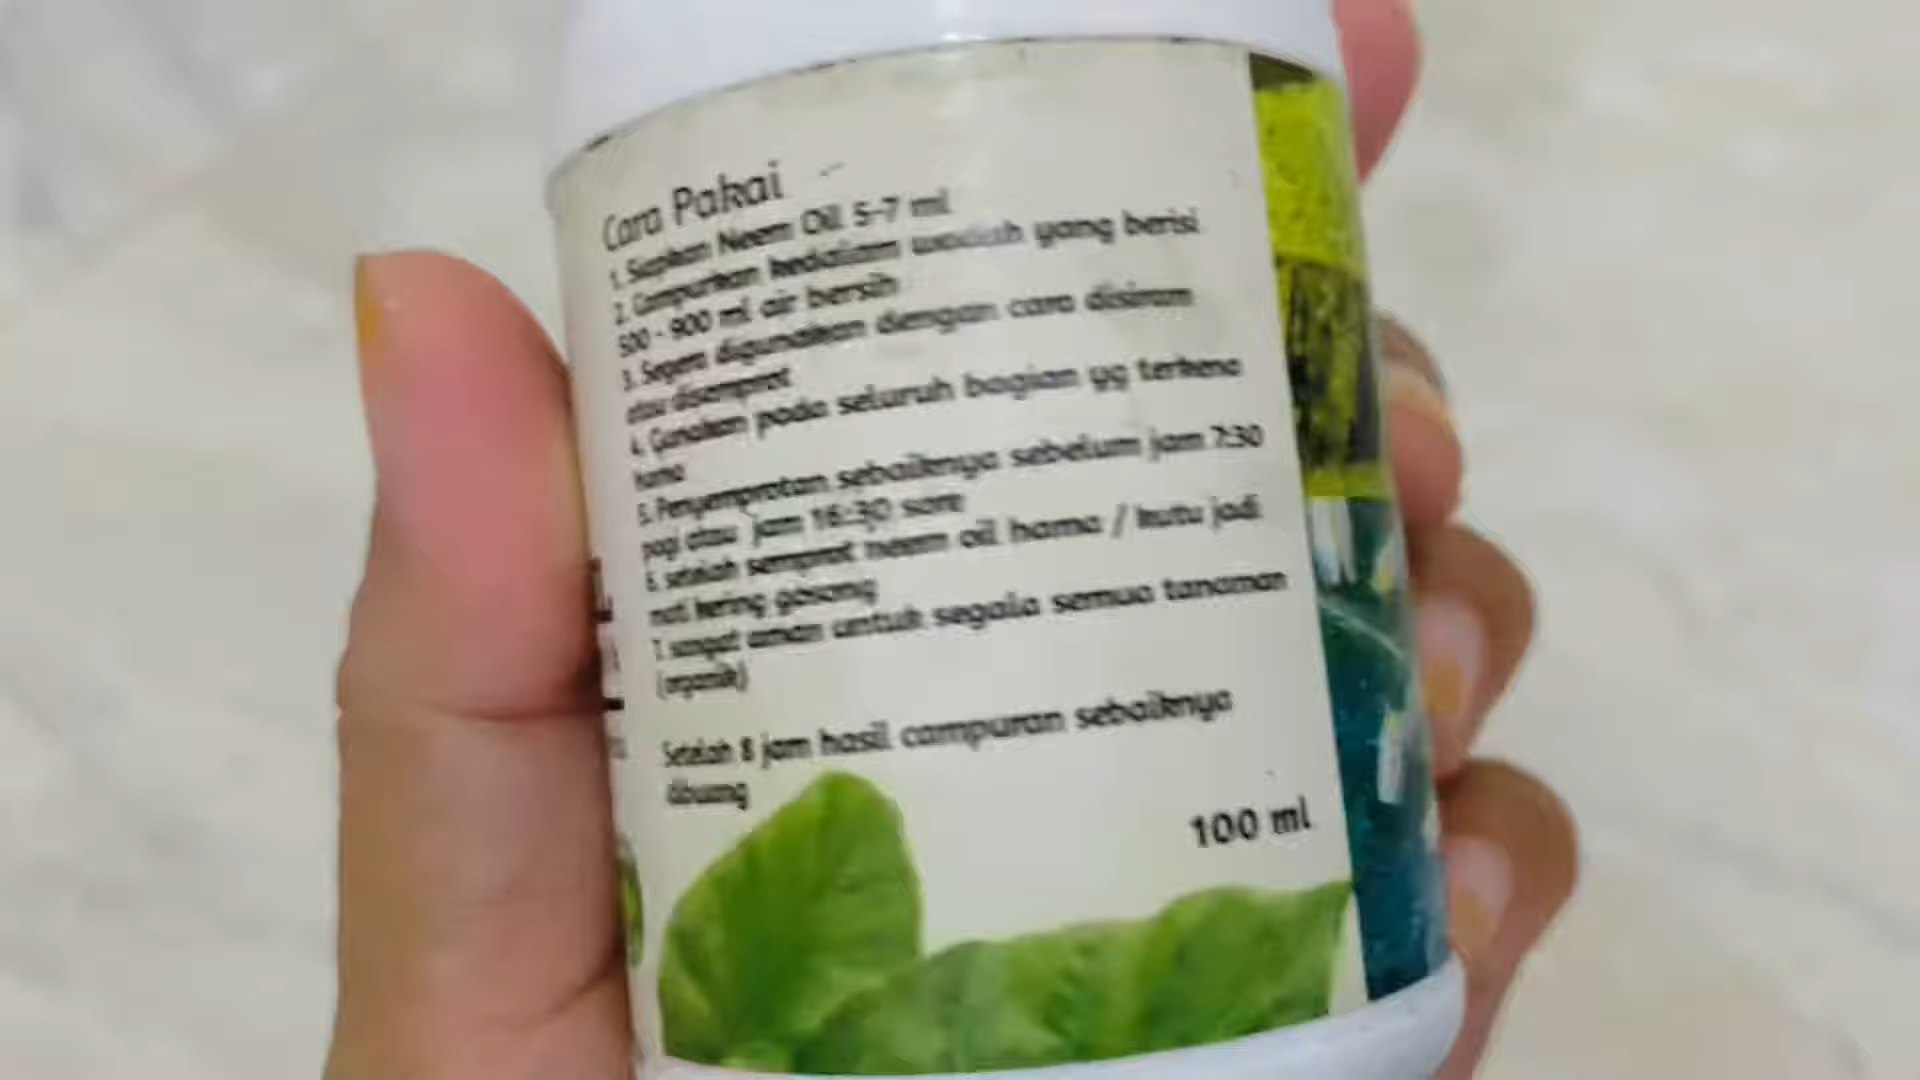 Cara Pakai
1. Siapkan Neem Oil 5-7 ml
2. Campurkan kedalam wadah yang berisi
500 - 900 ml air bersih
3. Segera digunakan dengan cara disiram
atau disemprot
4. Gunakan pada seluruh bagian yg terkena
hama
5. Penyemprotan sebaiknya sebelum jam 7:30
pagi atau jam 16:30 sore
6. setelah semprot neem oil hama / kutu jadi
mati kering gosong
7. sangat aman untuk segala semua tanaman
(organik)
Setelah 8 jam hasil campuran sebaiknya
dibuang
100 ml